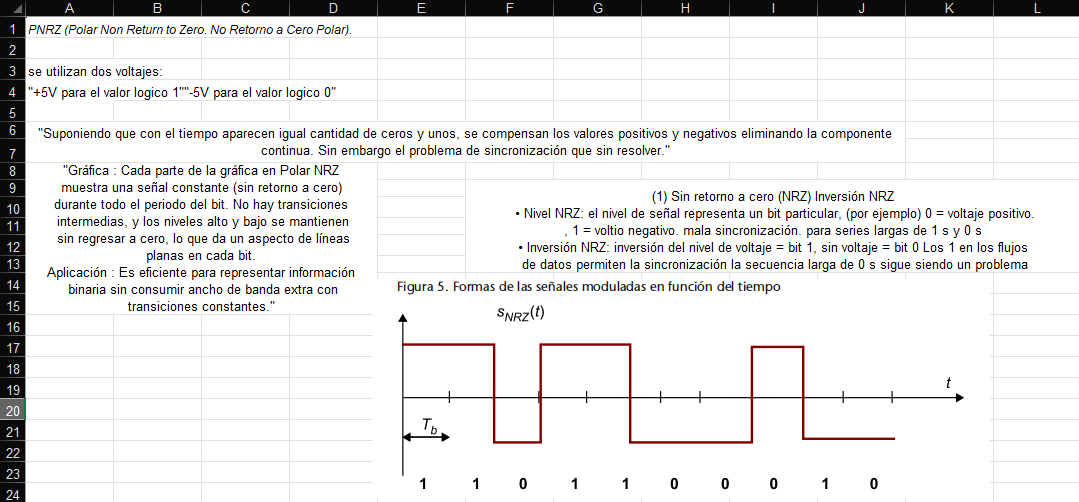 A B C D E F G H I J K L
1 PNRZ (Polar Non Return to Zero. No Retorno a Cero Polar).
2
3 se utilizan dos voltajes:
4 "+5V para el valor logico 1""-5V para el valor logico 0"
5
6 "Suponiendo que con el tiempo aparecen igual cantidad de ceros y unos, se compensan los valores positivos y negativos eliminando la componente
7 continua. Sin embargo el problema de sincronización que sin resolver."
8 "Gráfica : Cada parte de la gráfica en Polar NRZ
9 muestra una señal constante (sin retorno a cero)
10 durante todo el periodo del bit. No hay transiciones
11 intermedias, y los niveles alto y bajo se mantienen
12 sin regresar a cero, lo que da un aspecto de líneas
13 planas en cada bit.
14 Aplicación : Es eficiente para representar información
15 binaria sin consumir ancho de banda extra con
transiciones constantes."
(1) Sin retorno a cero (NRZ) Inversión NRZ
• Nivel NRZ: el nivel de señal representa un bit particular, (por ejemplo) 0 = voltaje positivo.
, 1 = voltio negativo. mala sincronización. para series largas de 1 s y 0 s
• Inversión NRZ: inversión del nivel de voltaje = bit 1, sin voltaje = bit 0 Los 1 en los flujos
de datos permiten la sincronización la secuencia larga de 0 s sigue siendo un problema
Figura 5. Formas de las señales moduladas en función del tiempo
16
sNRZ(t)
17
18
19
t
20
21
Tb
22
23
1 1 0 1 1 0 0 0 1 0
24